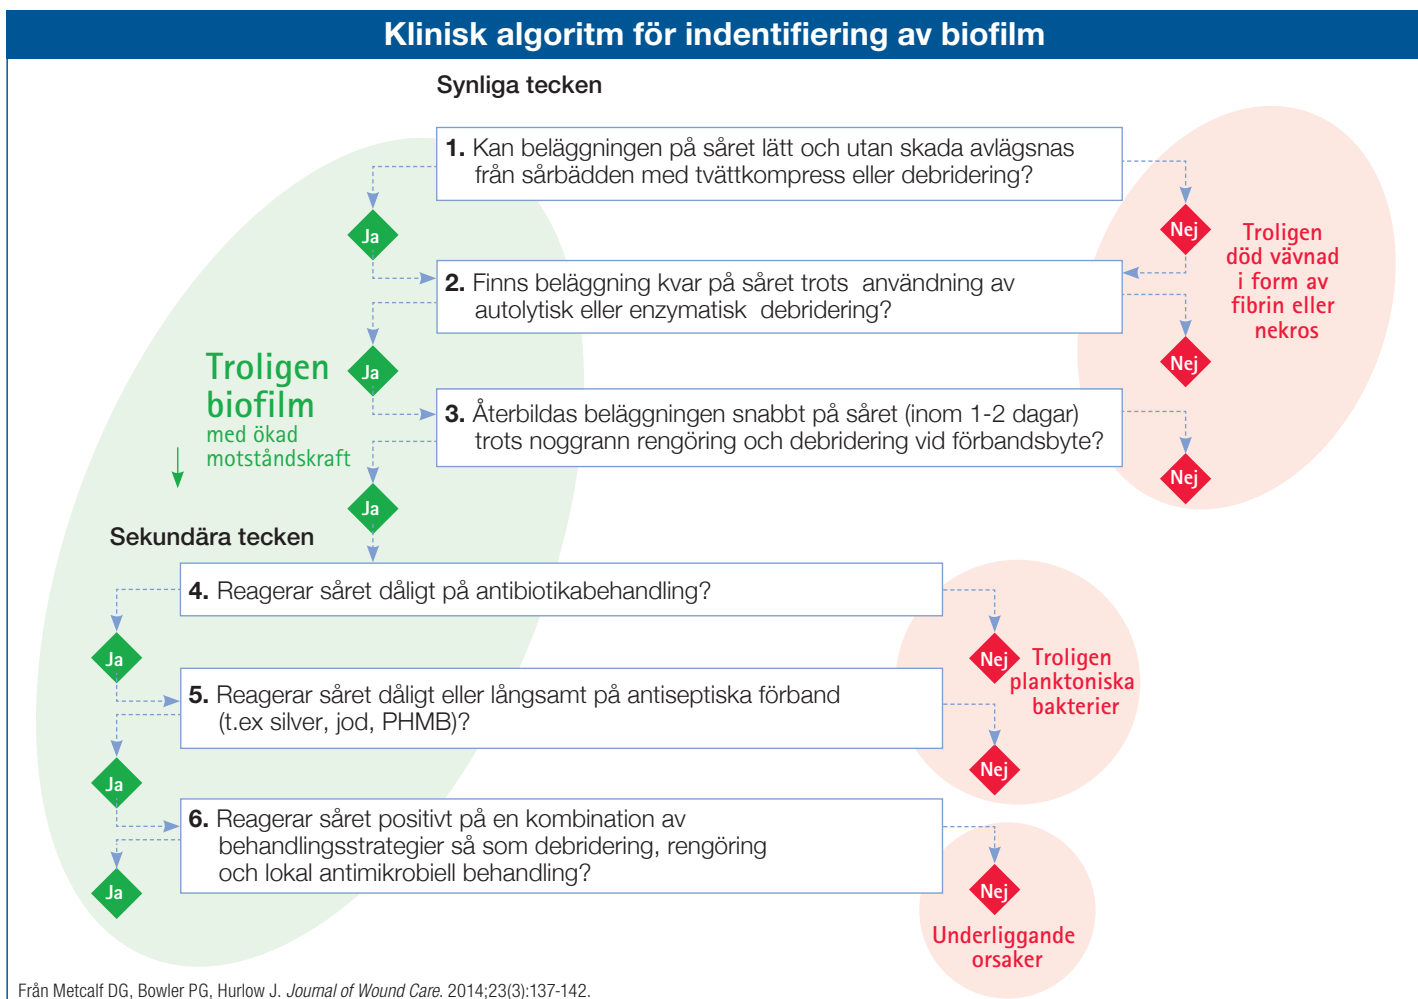 Klinisk algoritm för indentifiering av biofilm
Synliga tecken
1. Kan beläggningen på såret lätt och utan skada avlägsnas
från sårbädden med tvättkompress eller debridering?
Ja
Nej
Troligen
död vävnad
i form av
fibrin eller
nekros
2. Finns beläggning kvar på såret trots användning av
autolytisk eller enzymatisk debridering?
Ja
Nej
Troligen
biofilm
med ökad
motståndskraft
3. Återbildas beläggningen snabbt på såret (inom 1-2 dagar)
trots noggrann rengöring och debridering vid förbandsbyte?
Ja
Nej
Sekundära tecken
4. Reagerar såret dåligt på antibiotikabehandling?
Ja
Nej
Troligen
planktoniska
bakterier
5. Reagerar såret dåligt eller långsamt på antiseptiska förband
(t.ex silver, jod, PHMB)?
Ja
Nej
6. Reagerar såret positivt på en kombination av
behandlingsstrategier så som debridering, rengöring
och lokal antimikrobiell behandling?
Ja
Nej
Underliggande
orsaker
Från Metcalf DG, Bowler PG, Hurlow J. Journal of Wound Care. 2014;23(3):137-142.